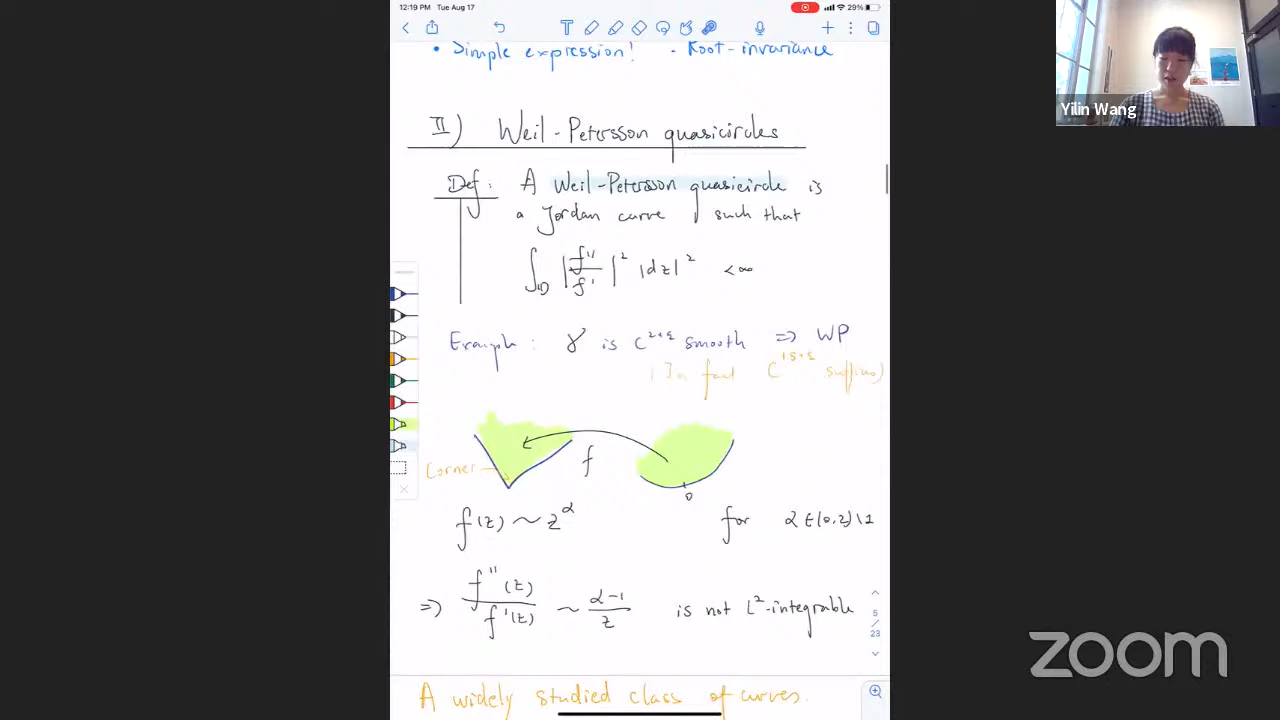 12:19 PM Tue Aug 17
29%
• Simple expression! - Root-invariance
II) Weil-Petersson quasicircles
Def: A Weil-Petersson quasicircle is
a Jordan curve γ such that
∫_D |f''/f'|² |dz|² < ∞
Example: γ is C^{2+ε} smooth => WP
(In fact C^{1.5+ε} suffices)
Corner
f
0
f(z) ~ z^α for α ∈ (0,2)\1
=> f''(z)/f'(z) ~ α-1/z is not L²-integrable
5
/
23
A widely studied class of curves.
Yilin Wang
zoom